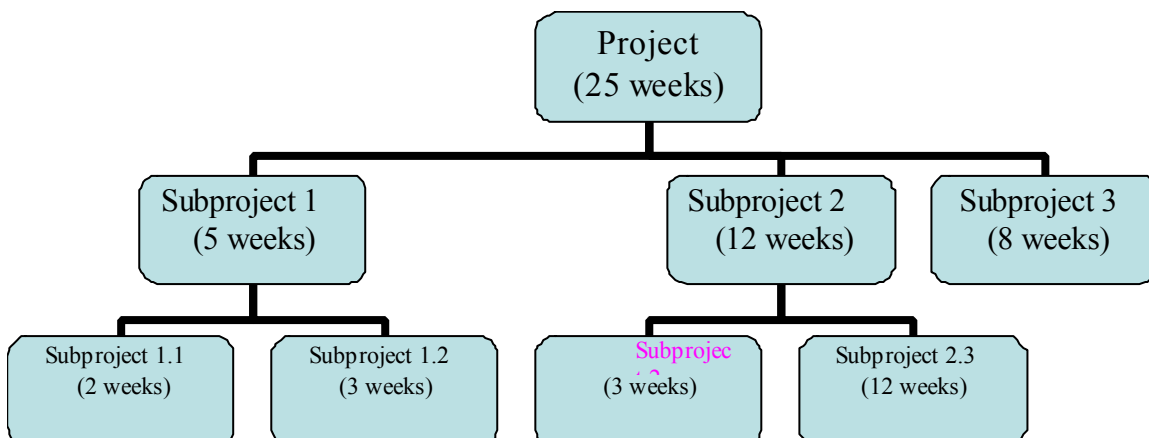 Project
(25 weeks)
Subproject 1
(5 weeks)
Subproject 2
(12 weeks)
Subproject 3
(8 weeks)
Subproject 1.1
(2 weeks)
Subproject 1.2
(3 weeks)
Subprojec
(3 weeks)
Subproject 2.3
(12 weeks)